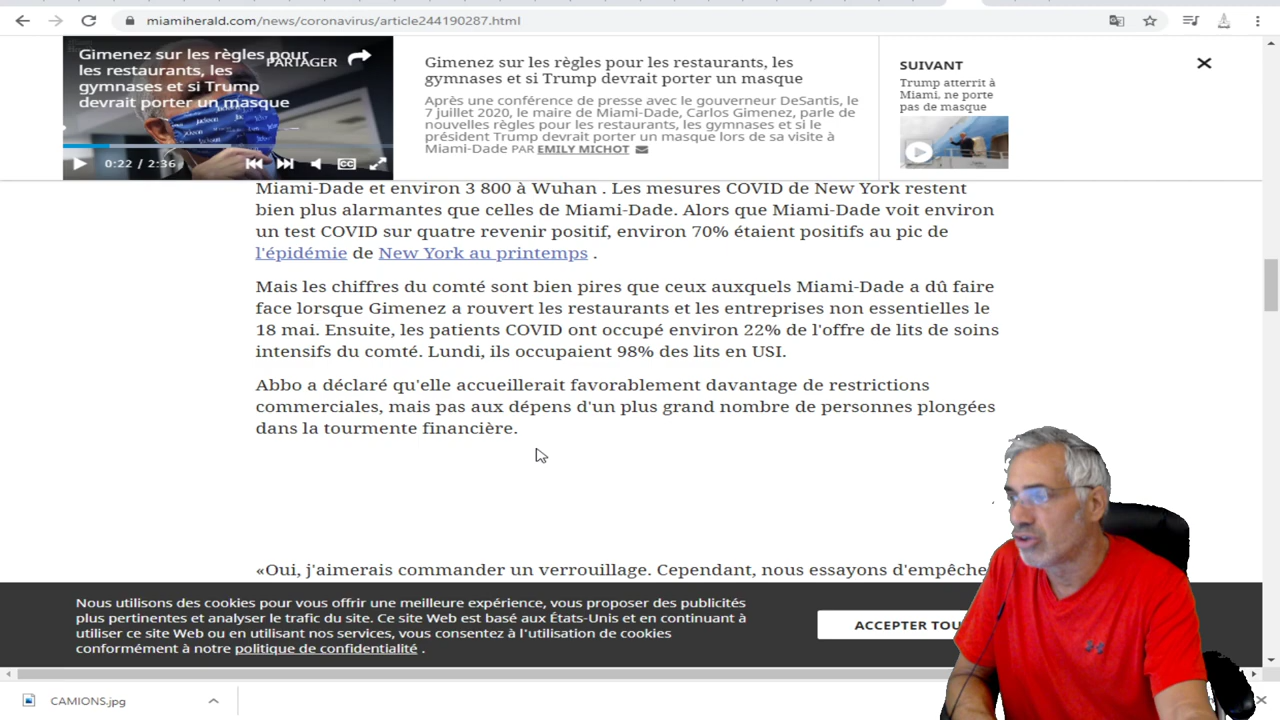 miamiherald.com/news/coronavirus/article244190287.html
Gimenez sur les règles pour
les restaurants, les
gymnases et si Trump
devrait porter un masque
PARTAGER
0:22 / 2:36
CC
Gimenez sur les règles pour les restaurants, les
gymnases et si Trump devrait porter un masque
Après une conférence de presse avec le gouverneur DeSantis, le
7 juillet 2020, le maire de Miami-Dade, Carlos Gimenez, parle de
nouvelles règles pour les restaurants, les gymnases et si le
président Trump devrait porter un masque lors de sa visite à
Miami-Dade PAR EMILY MICHOT
SUIVANT
Trump atterrit à
Miami, ne porte
pas de masque
Miami-Dade et environ 3 800 à Wuhan . Les mesures COVID de New York restent
bien plus alarmantes que celles de Miami-Dade. Alors que Miami-Dade voit environ
un test COVID sur quatre revenir positif, environ 70% étaient positifs au pic de
l'épidémie de New York au printemps .
Mais les chiffres du comté sont bien pires que ceux auxquels Miami-Dade a dû faire
face lorsque Gimenez a rouvert les restaurants et les entreprises non essentielles le
18 mai. Ensuite, les patients COVID ont occupé environ 22% de l'offre de lits de soins
intensifs du comté. Lundi, ils occupaient 98% des lits en USI.
Abbo a déclaré qu'elle accueillerait favorablement davantage de restrictions
commerciales, mais pas aux dépens d'un plus grand nombre de personnes plongées
dans la tourmente financière.
«Oui, j'aimerais commander un verrouillage. Cependant, nous essayons d'empêche
Nous utilisons des cookies pour vous offrir une meilleure expérience, vous proposer des publicités
plus pertinentes et analyser le trafic du site. Ce site Web est basé aux États-Unis et en continuant à
utiliser ce site Web ou en utilisant nos services, vous consentez à l'utilisation de cookies
conformément à notre politique de confidentialité .
ACCEPTER TOU
CAMIONS.jpg